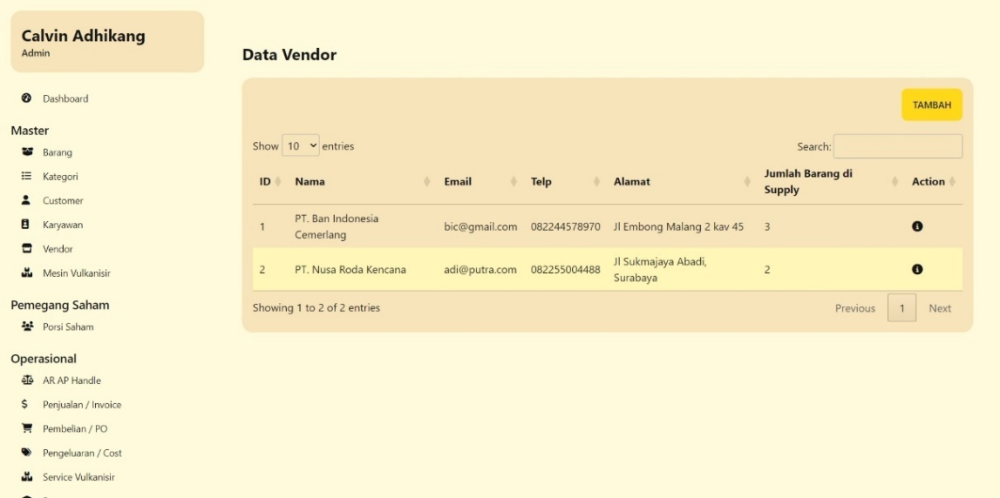 Calvin Adhikang
Admin
Dashboard
Master
Barang
Kategori
Customer
Karyawan
Vendor
Mesin Vulkanisir
Pemegang Saham
Porsi Saham
Operasional
AR AP Handle
Penjualan / Invoice
Pembelian / PO
Pengeluaran / Cost
Service Vulkanisir
Data Vendor
TAMBAH
Show 10 entries Search:
ID Nama Email Telp Alamat Jumlah Barang di Supply Action
1 PT. Ban Indonesia Cemerlang bic@gmail.com 082244578970 Jl Embong Malang 2 kav 45 3
2 PT. Nusa Roda Kencana adi@putra.com 082255004488 Jl Sukmajaya Abadi, Surabaya 2
Showing 1 to 2 of 2 entries Previous 1 Next